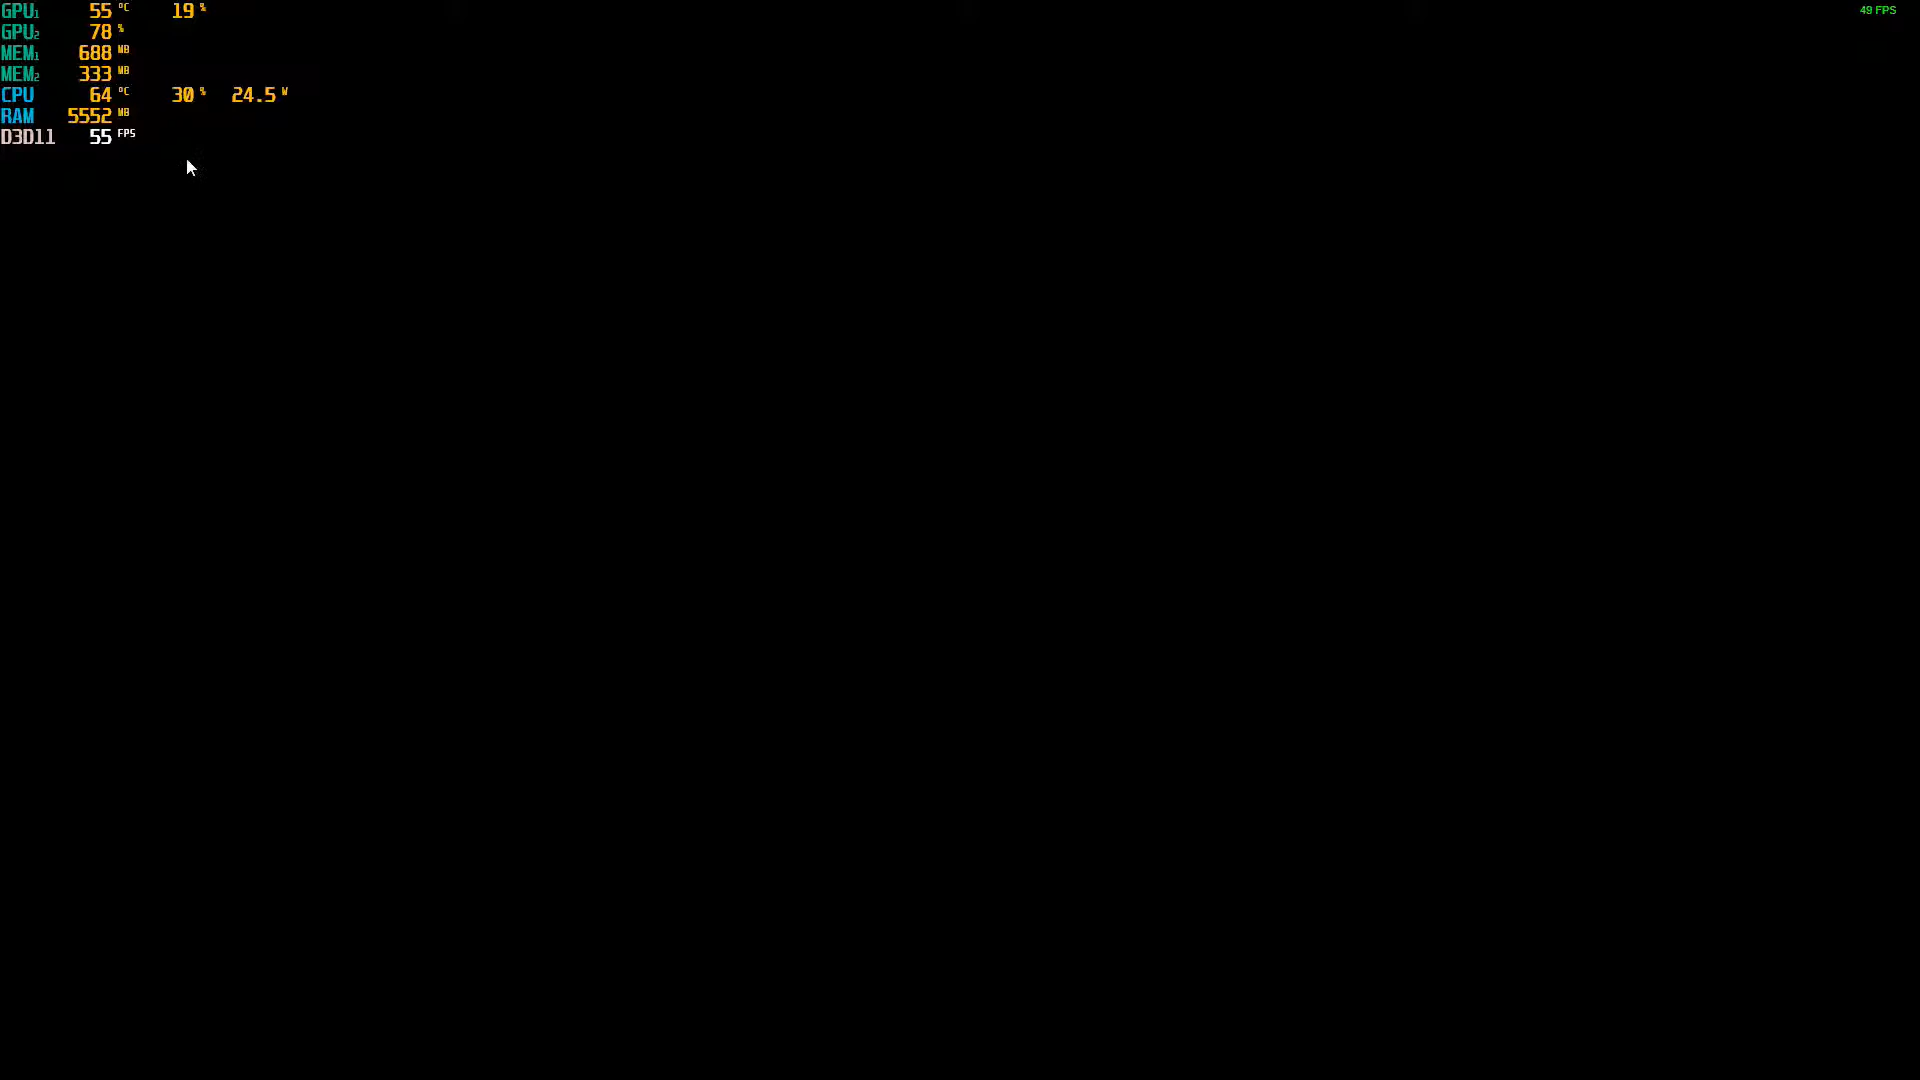 GPU1 55 °C 19 %
49 FPS
GPU2 78 %
MEM1 688 MB
MEM2 333 MB
CPU 64 °C 30 % 24.5 W
RAM 5552 MB
D3D11 55 FPS